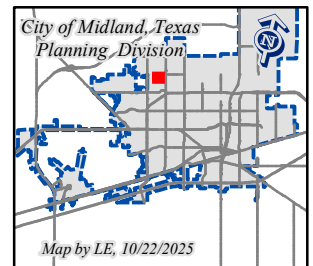 City of Midland, Texas
Planning Division
N
Map by LE, 10/22/2025